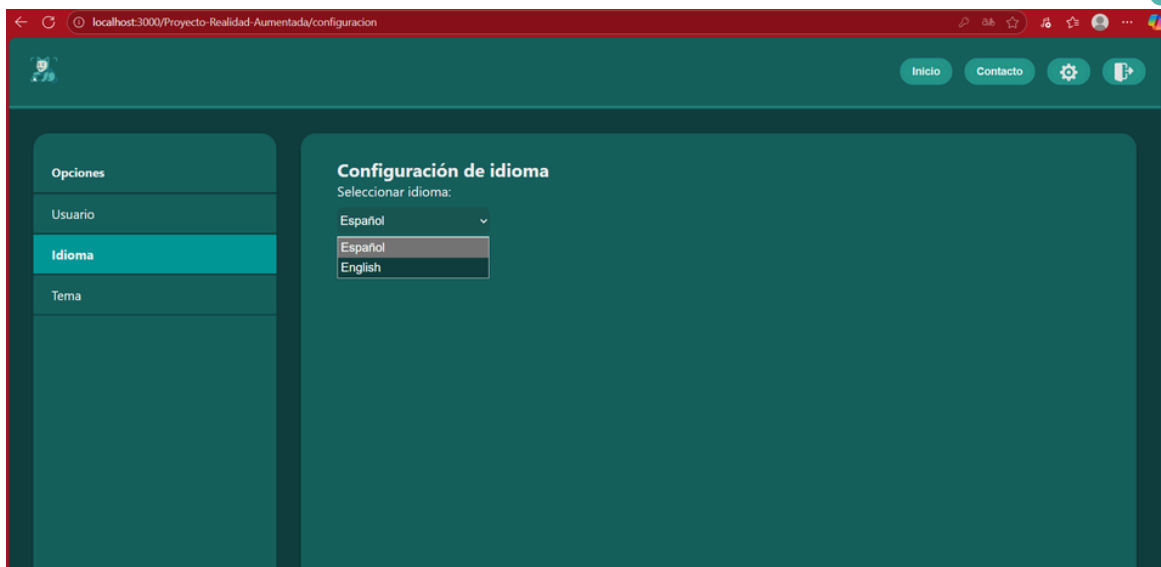 localhost:3000/Proyecto-Realidad-Aumentada/configuracion
Inicio
Contacto
Opciones
Usuario
Idioma
Tema
Configuración de idioma
Seleccionar idioma:
Español
Español
English